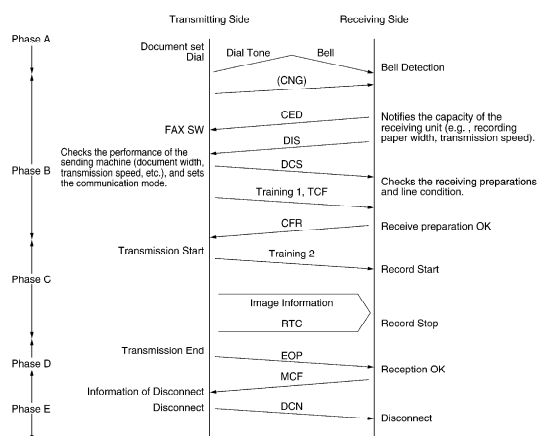 Transmitting Side
Receiving Side
Phase A
Document set
Dial
Dial Tone
Bell
Bell Detection
(CNG)
CED
Notifies the capacity of the
receiving unit (e.g. , recording
paper width, transmission speed).
FAX SW
DIS
Checks the performance of the
sending machine (document width,
transmission speed, etc.), and sets
the communication mode.
Phase B
DCS
Checks the receiving preparations
and line condition.
Training 1, TCF
CFR
Receive preparation OK
Transmission Start
Training 2
Record Start
Phase C
Image Information
RTC
Record Stop
Transmission End
EOP
Phase D
Reception OK
MCF
Information of Disconnect
Disconnect
DCN
Phase E
Disconnect